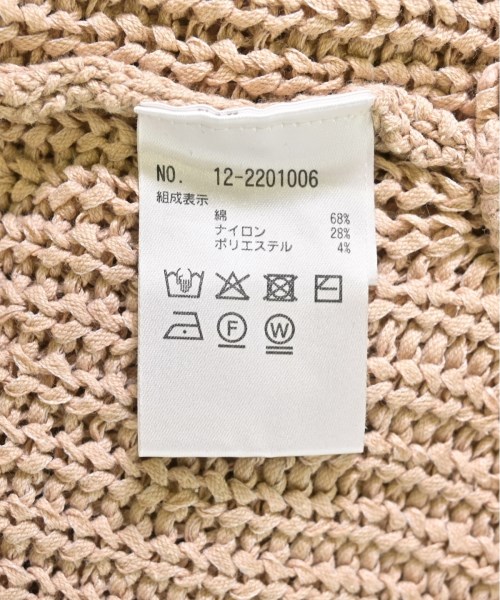 NO. 12-2201006
組成表示
綿 68%
ナイロン 28%
ポリエステル 4%
F W